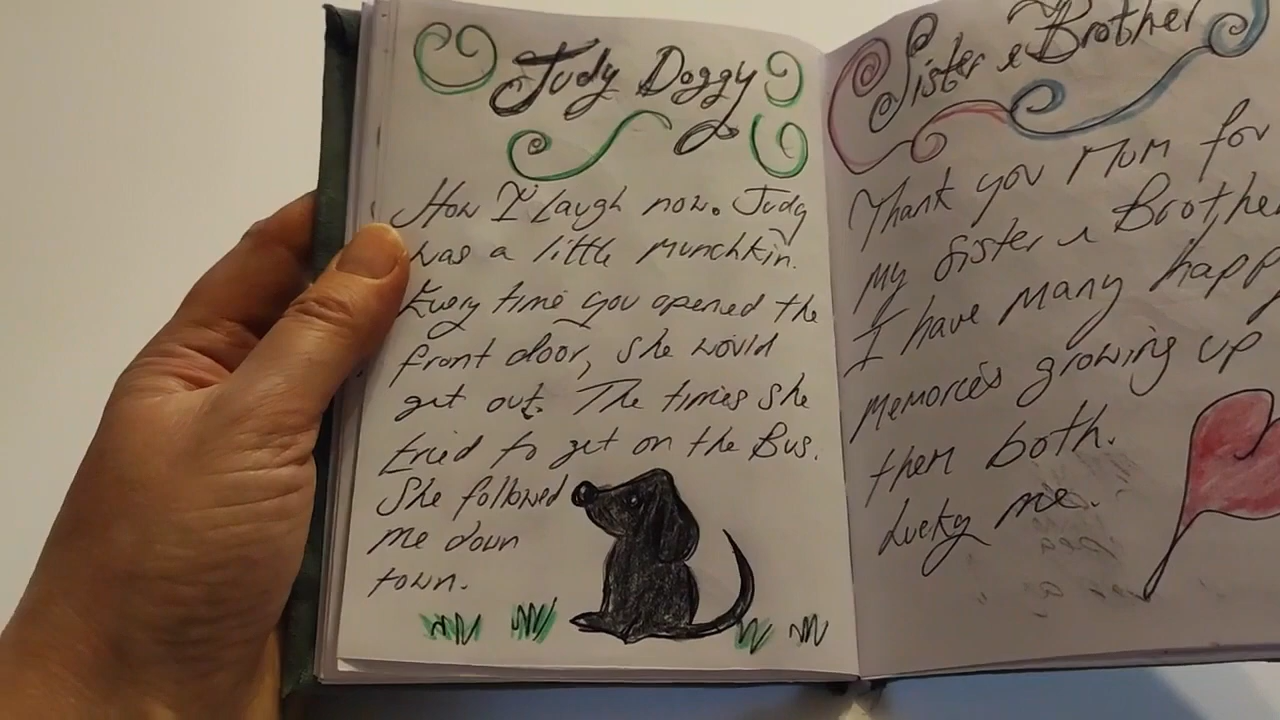 Judy Doggy
How I laugh now. Judy
was a little munchkin.
Every time you opened the
front door, she would
get out. The times she
tried to get on the Bus.
She followed
me down
town.
Sister & Brother
Thank you Mum for
my sister & Brother
I have many happy
memories growing up
them both.
Lucky me.